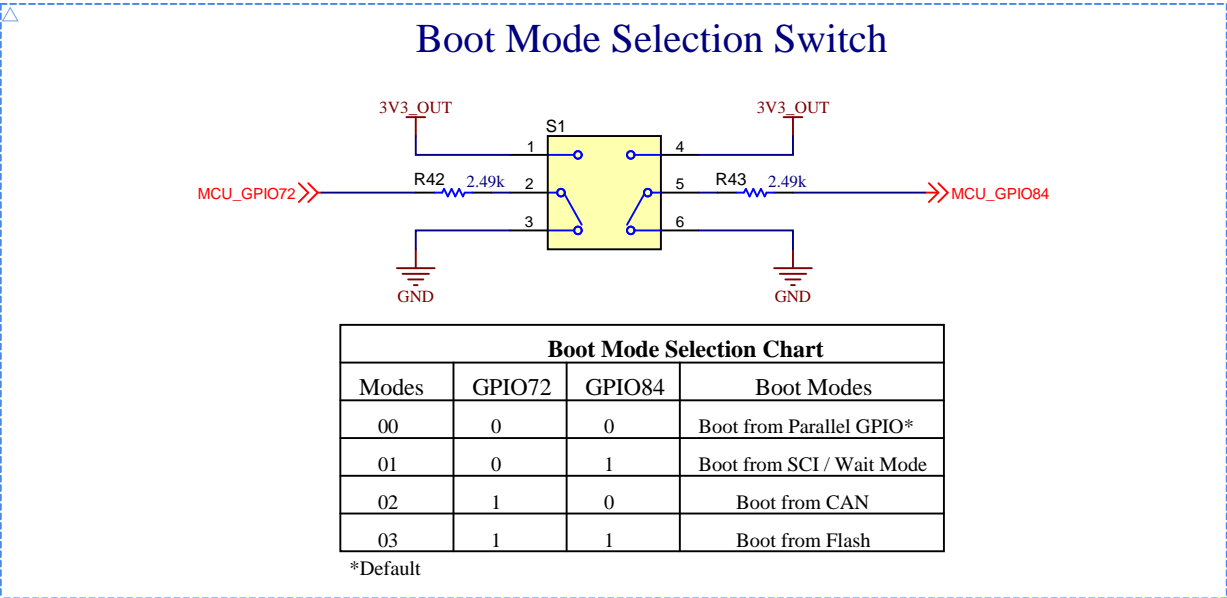 Boot Mode Selection Switch
3V3_OUT 3V3_OUT
S1
1 4
MCU_GPIO72 R42 2.49k 2 5 R43 2.49k MCU_GPIO84
3 6
GND GND
Boot Mode Selection Chart
Modes GPIO72 GPIO84 Boot Modes
00 0 0 Boot from Parallel GPIO*
01 0 1 Boot from SCI / Wait Mode
02 1 0 Boot from CAN
03 1 1 Boot from Flash
*Default